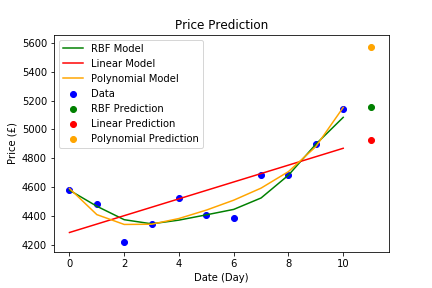 Price Prediction
5600
5400
5200
5000
4800
4600
4400
4200
Price (£)
RBF Model
Linear Model
Polynomial Model
Data
RBF Prediction
Linear Prediction
Polynomial Prediction
0 2 4 6 8 10
Date (Day)